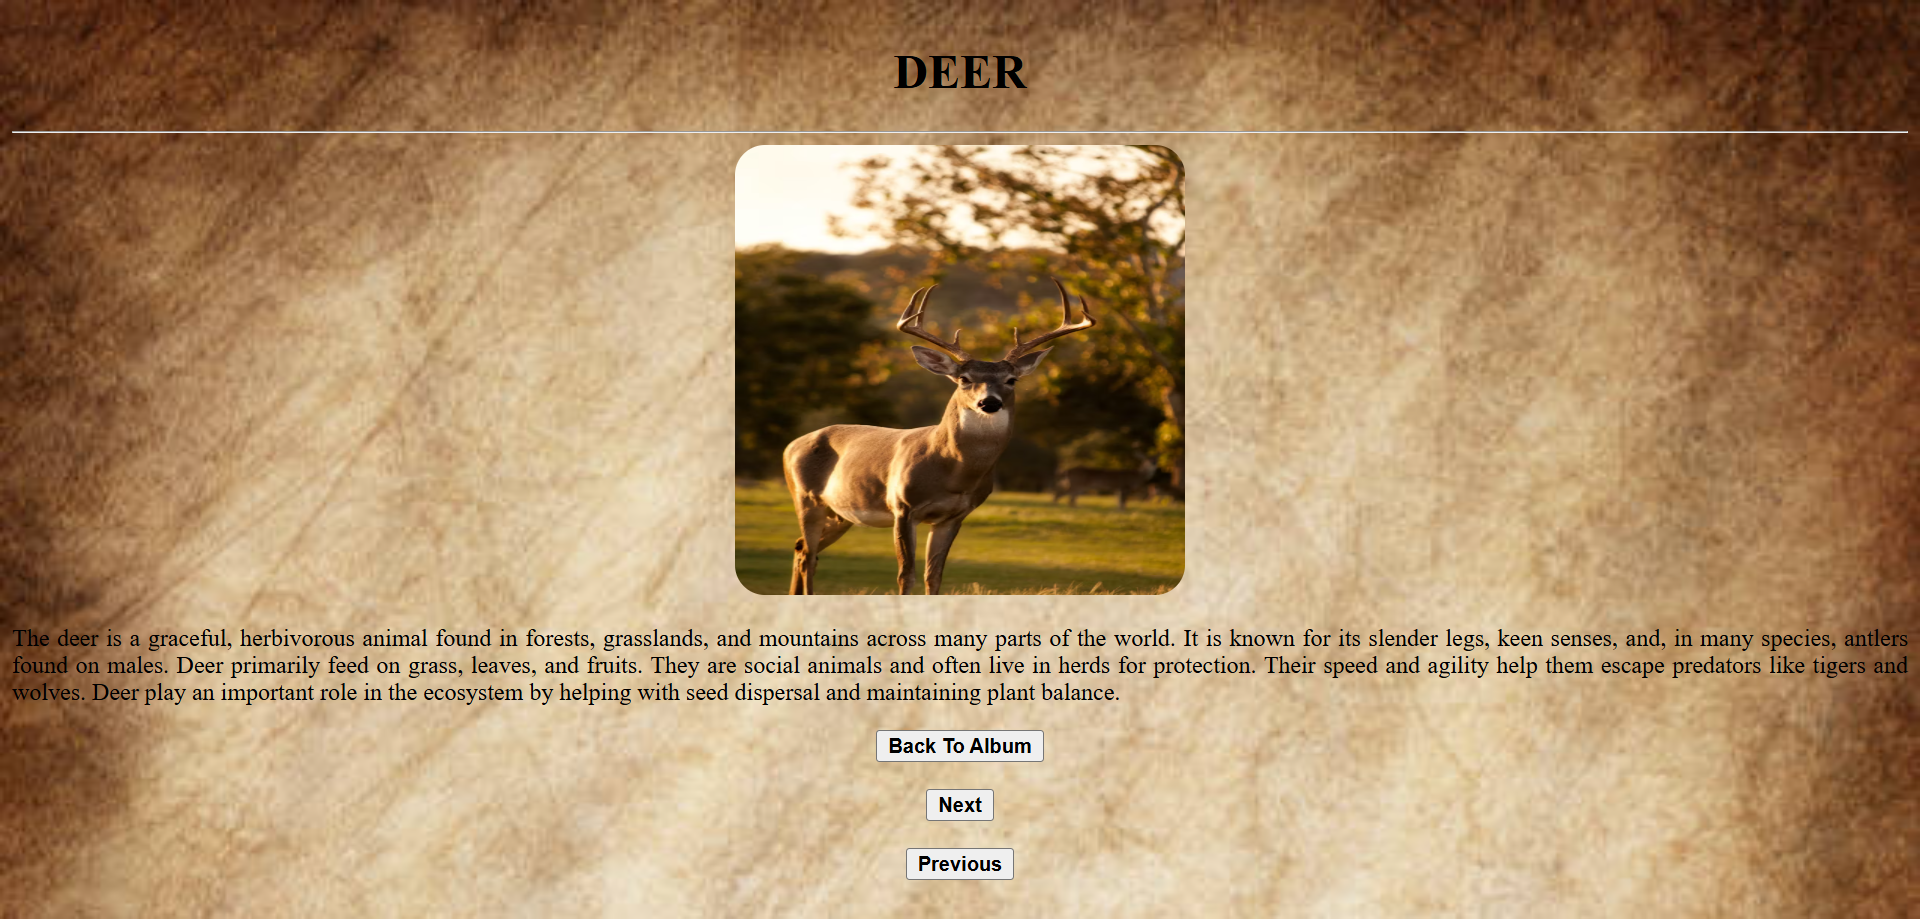 DEER
The deer is a graceful, herbivorous animal found in forests, grasslands, and mountains across many parts of the world. It is known for its slender legs, keen senses, and, in many species, antlers
found on males. Deer primarily feed on grass, leaves, and fruits. They are social animals and often live in herds for protection. Their speed and agility help them escape predators like tigers and
wolves. Deer play an important role in the ecosystem by helping with seed dispersal and maintaining plant balance.
Back To Album
Next
Previous